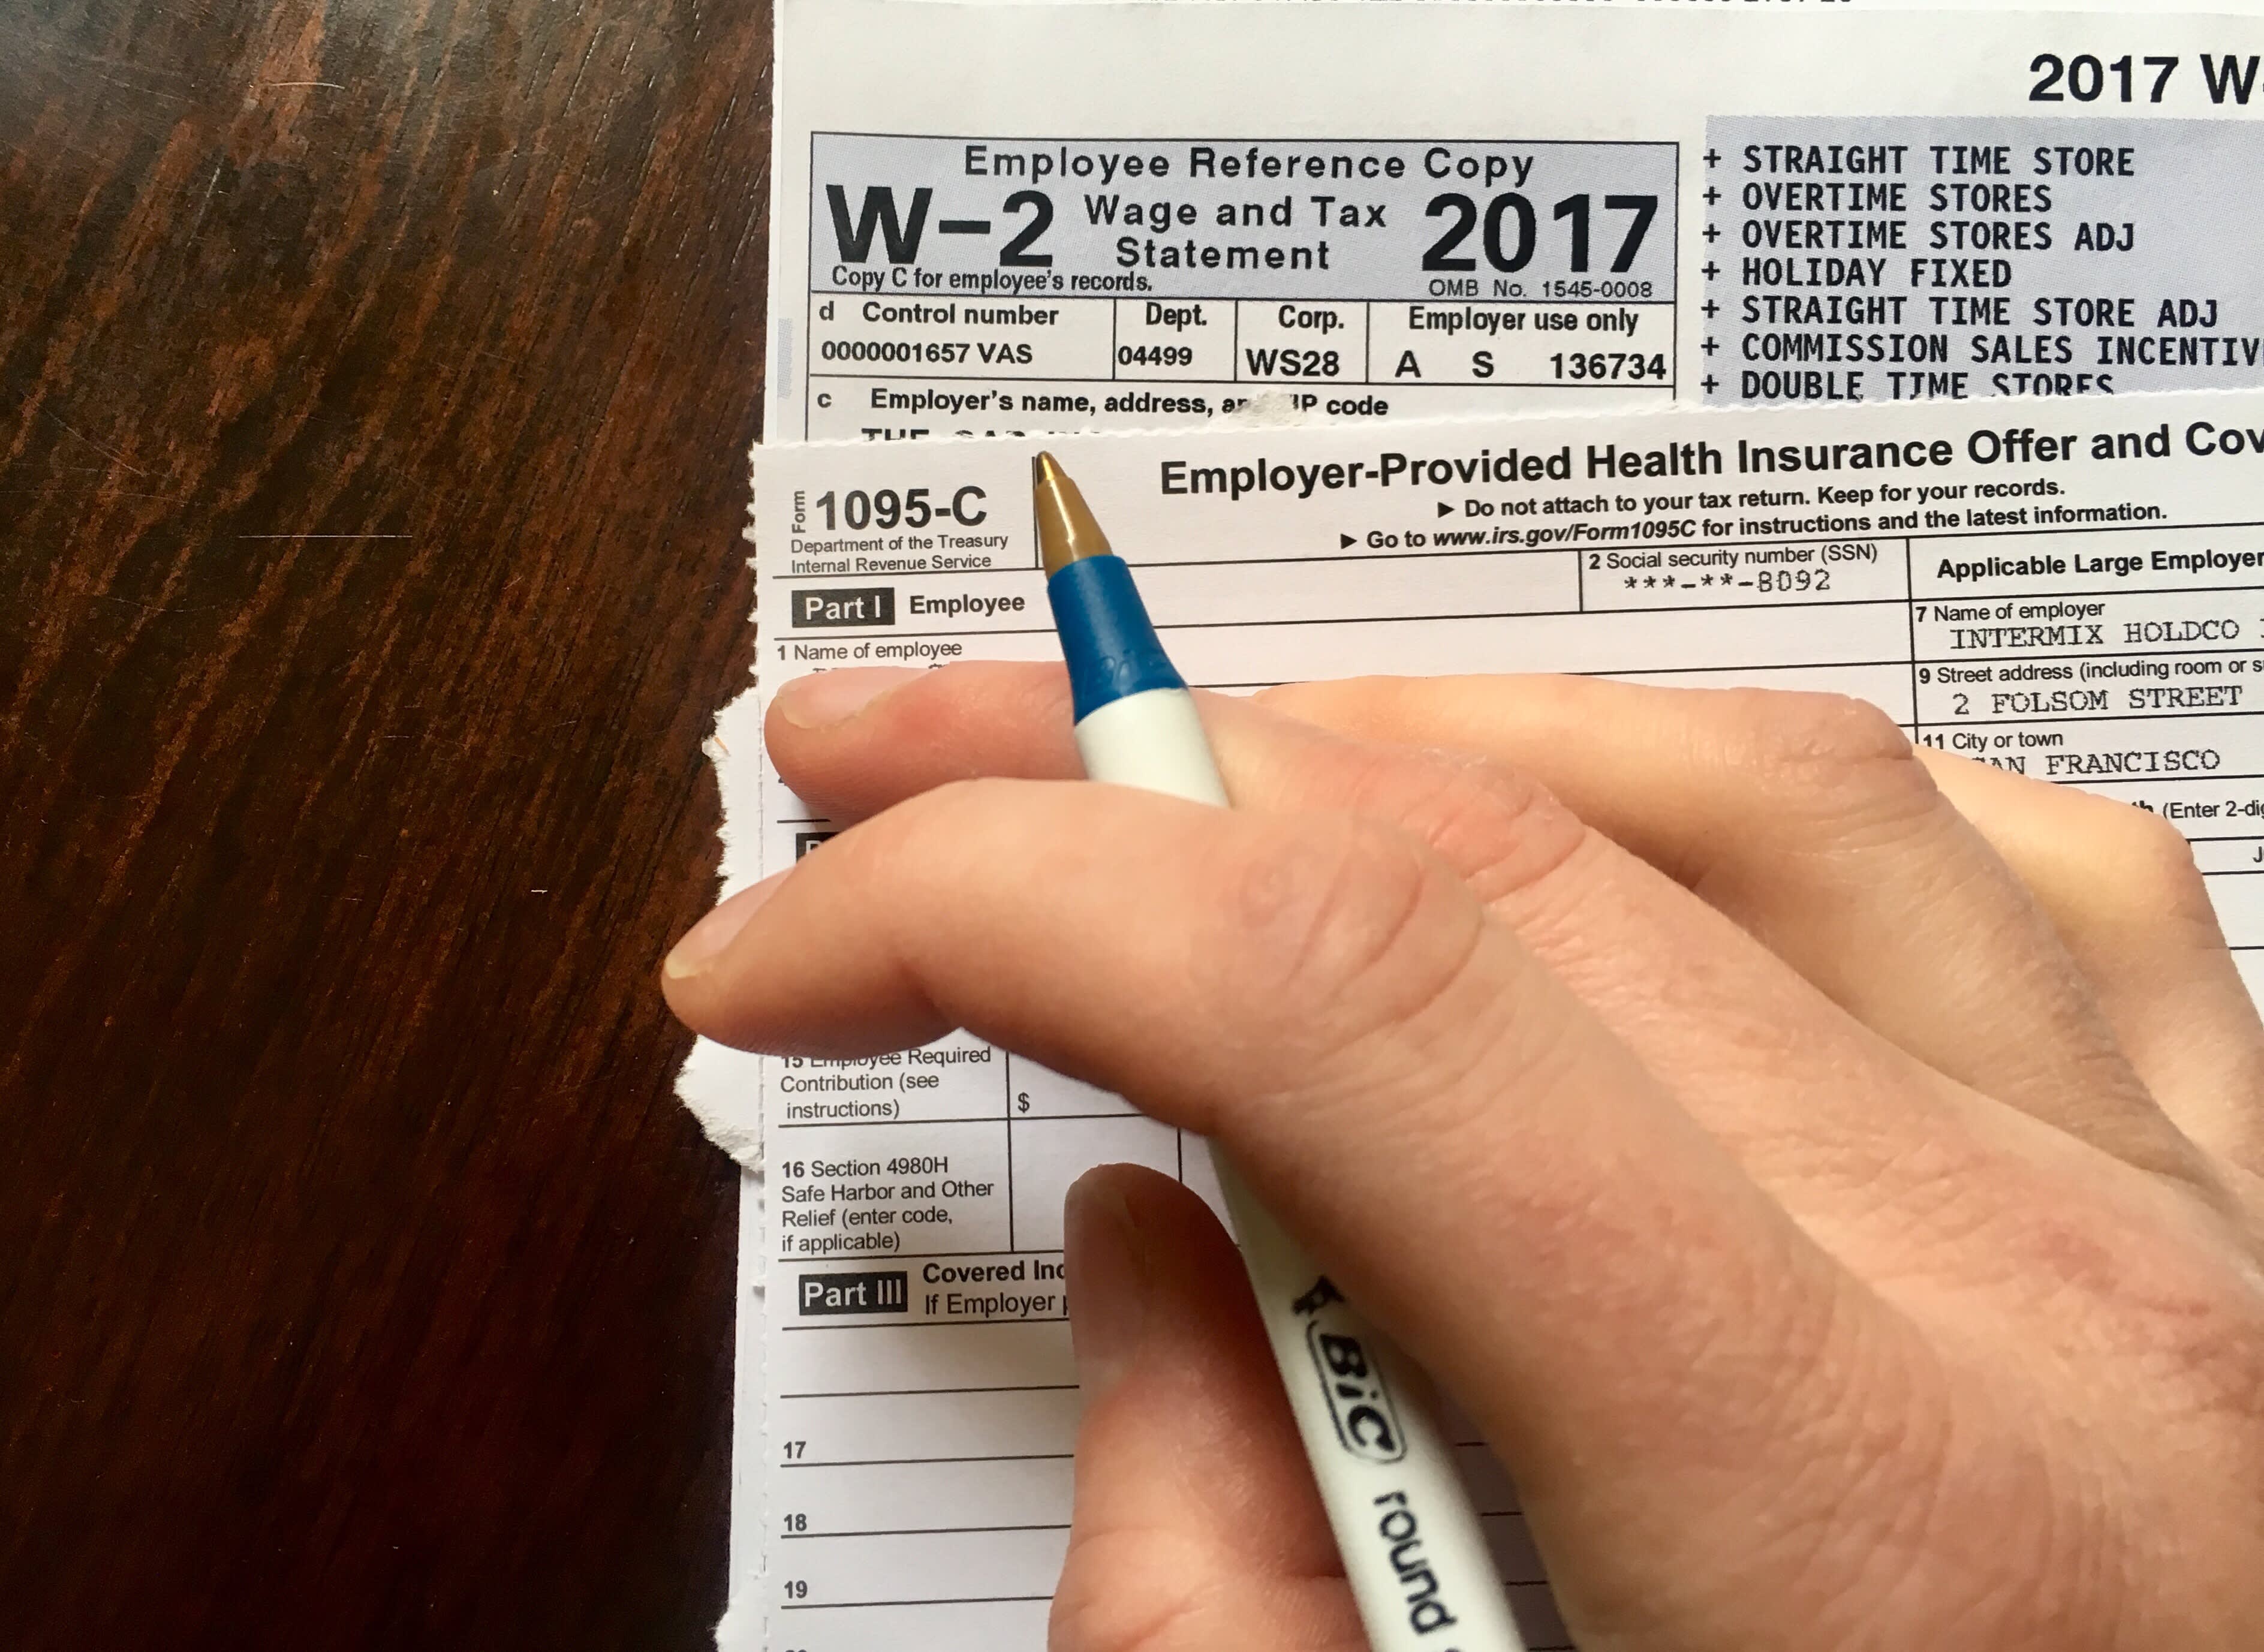 2017 W-
Employee Reference Copy
W-2 Wage and Tax Statement 2017
Copy C for employee's records.
OMB No. 1545-0008
d Control number
0000001657 VAS
Dept.
04499
Corp.
WS28
Employer use only
A S 136734
c Employer's name, address, IP code
THE
+ STRAIGHT TIME STORE
+ OVERTIME STORES
+ OVERTIME STORES ADJ
+ HOLIDAY FIXED
+ STRAIGHT TIME STORE ADJ
+ COMMISSION SALES INCENTIV
+ DOUBLE TIME STORES
Form 1095-C
Department of the Treasury
Internal Revenue Service
Employer-Provided Health Insurance Offer and Cov
▶ Do not attach to your tax return. Keep for your records.
▶ Go to www.irs.gov/Form1095C for instructions and the latest information.
Part I Employee
2 Social security number (SSN)
***-**-8092
Applicable Large Employer
1 Name of employee
7 Name of employer
INTERMIX HOLDCO
9 Street address (including room or s
2 FOLSOM STREET
11 City or town
AN FRANCISCO
(Enter 2-dig
J
15 Employee Required
Contribution (see
instructions)
$
16 Section 4980H
Safe Harbor and Other
Relief (enter code,
if applicable)
Part III Covered Inc
If Employer
17
18
19
BiC round